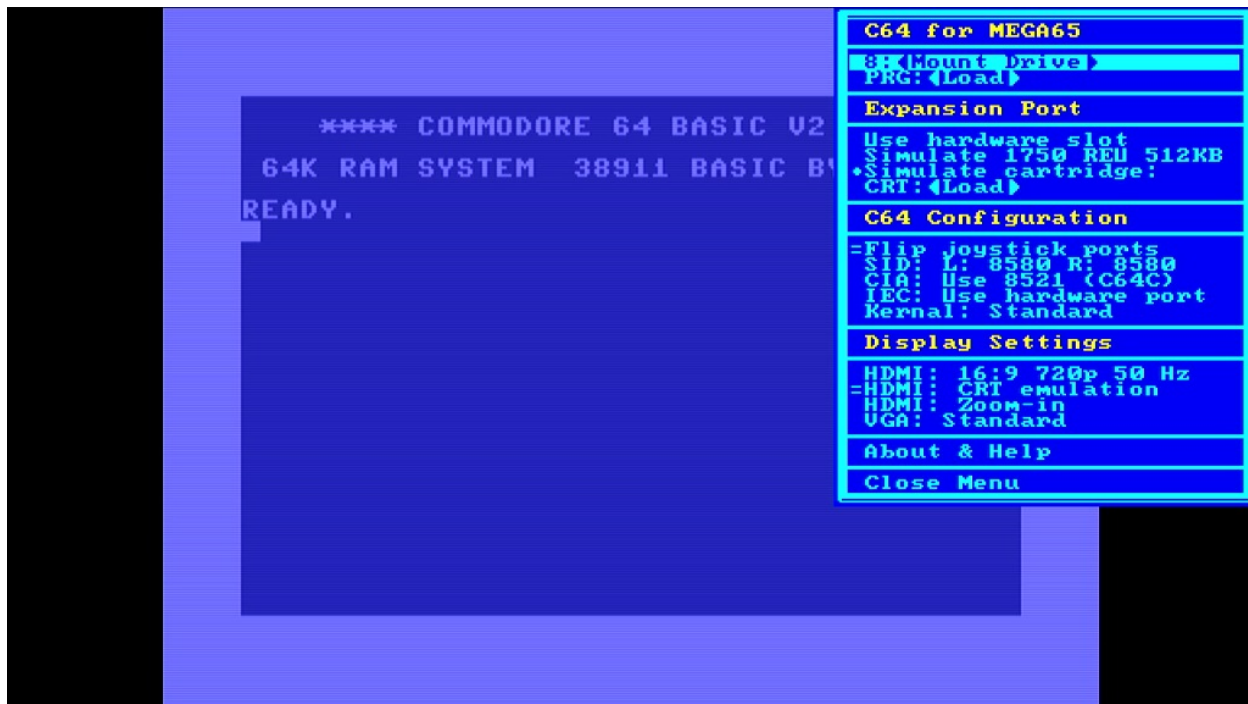 **** COMMODORE 64 BASIC V2
64K RAM SYSTEM 38911 BASIC
READY.
C64 for MEGA65
8:◀Mount Drive▶
PRG:◀Load▶
Expansion Port
Use hardware slot
Simulate 1750 REU 512KB
•Simulate cartridge:
CRT:◀Load▶
C64 Configuration
=Flip joystick ports
SID: L: 8580 R: 8580
CIA: Use 8521 (C64C)
IEC: Use hardware port
Kernal: Standard
Display Settings
HDMI: 16:9 720p 50 Hz
=HDMI: CRT emulation
HDMI: Zoom-in
VGA: Standard
About & Help
Close Menu